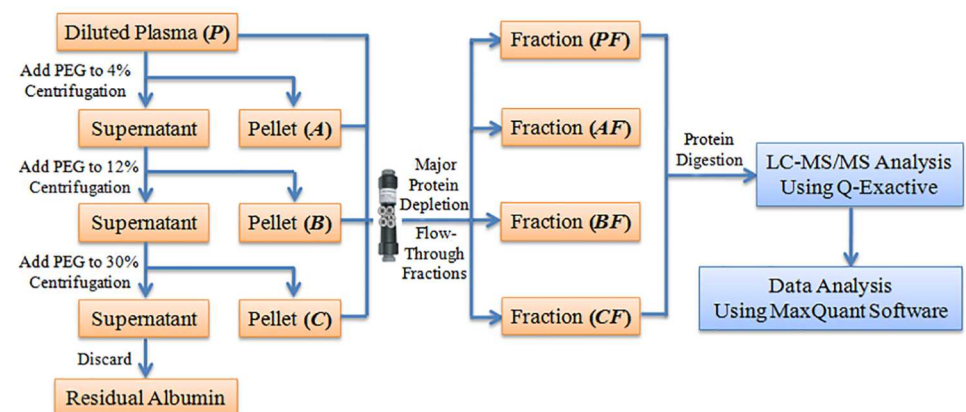 Diluted Plasma (P)
Add PEG to 4%
Centrifugation
Supernatant
Pellet (A)
Add PEG to 12%
Centrifugation
Supernatant
Pellet (B)
Add PEG to 30%
Centrifugation
Supernatant
Pellet (C)
Discard
Residual Albumin
Major
Protein
Depletion
Flow-
Through
Fractions
Fraction (PF)
Fraction (AF)
Fraction (BF)
Fraction (CF)
Protein
Digestion
LC-MS/MS Analysis
Using Q-Exactive
Data Analysis
Using MaxQuant Software